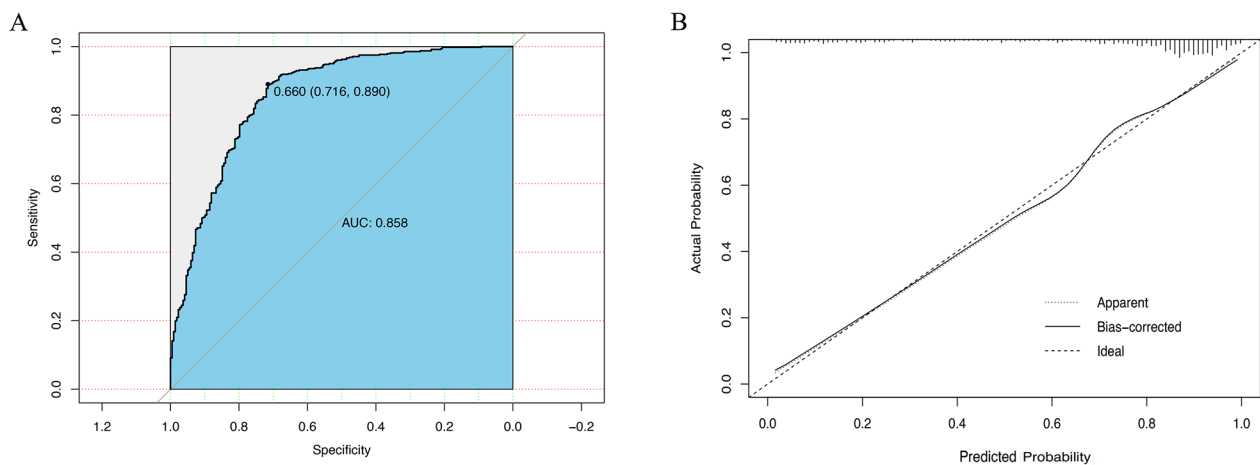 A
1.0
0.8
0.6
0.4
0.2
0.0
Sensitivity
0.660 (0.716, 0.890)
AUC: 0.858
1.2 1.0 0.8 0.6 0.4 0.2 0.0 −0.2
Specificity
B
1.0
0.8
0.6
0.4
0.2
0.0
Actual Probability
Apparent
Bias−corrected
Ideal
0.0 0.2 0.4 0.6 0.8 1.0
Predicted Probability